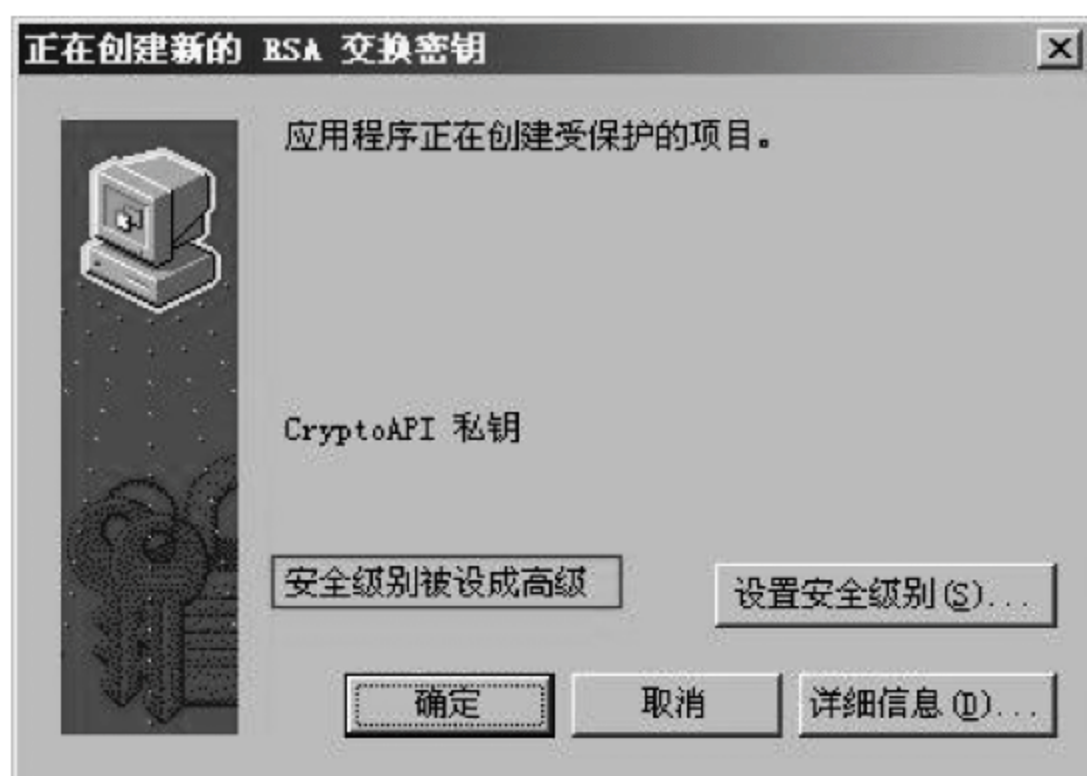 正在创建新的 RSA 交换密钥
应用程序正在创建受保护的项目。
CryptoAPI 私钥
安全级别被设成高级
设置安全级别(S)...
确定
取消
详细信息(D)...